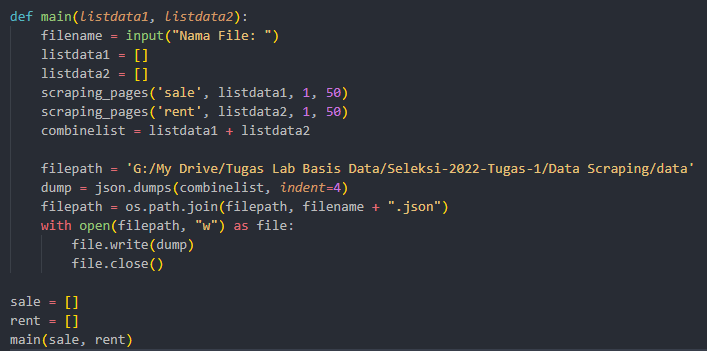 def main(listdata1, listdata2):
    filename = input("Nama File: ")
    listdata1 = []
    listdata2 = []
    scraping_pages('sale', listdata1, 1, 50)
    scraping_pages('rent', listdata2, 1, 50)
    combinelist = listdata1 + listdata2

    filepath = 'G:/My Drive/Tugas Lab Basis Data/Seleksi-2022-Tugas-1/Data Scraping/data'
    dump = json.dumps(combinelist, indent=4)
    filepath = os.path.join(filepath, filename + ".json")
    with open(filepath, "w") as file:
        file.write(dump)
        file.close()

sale = []
rent = []
main(sale, rent)